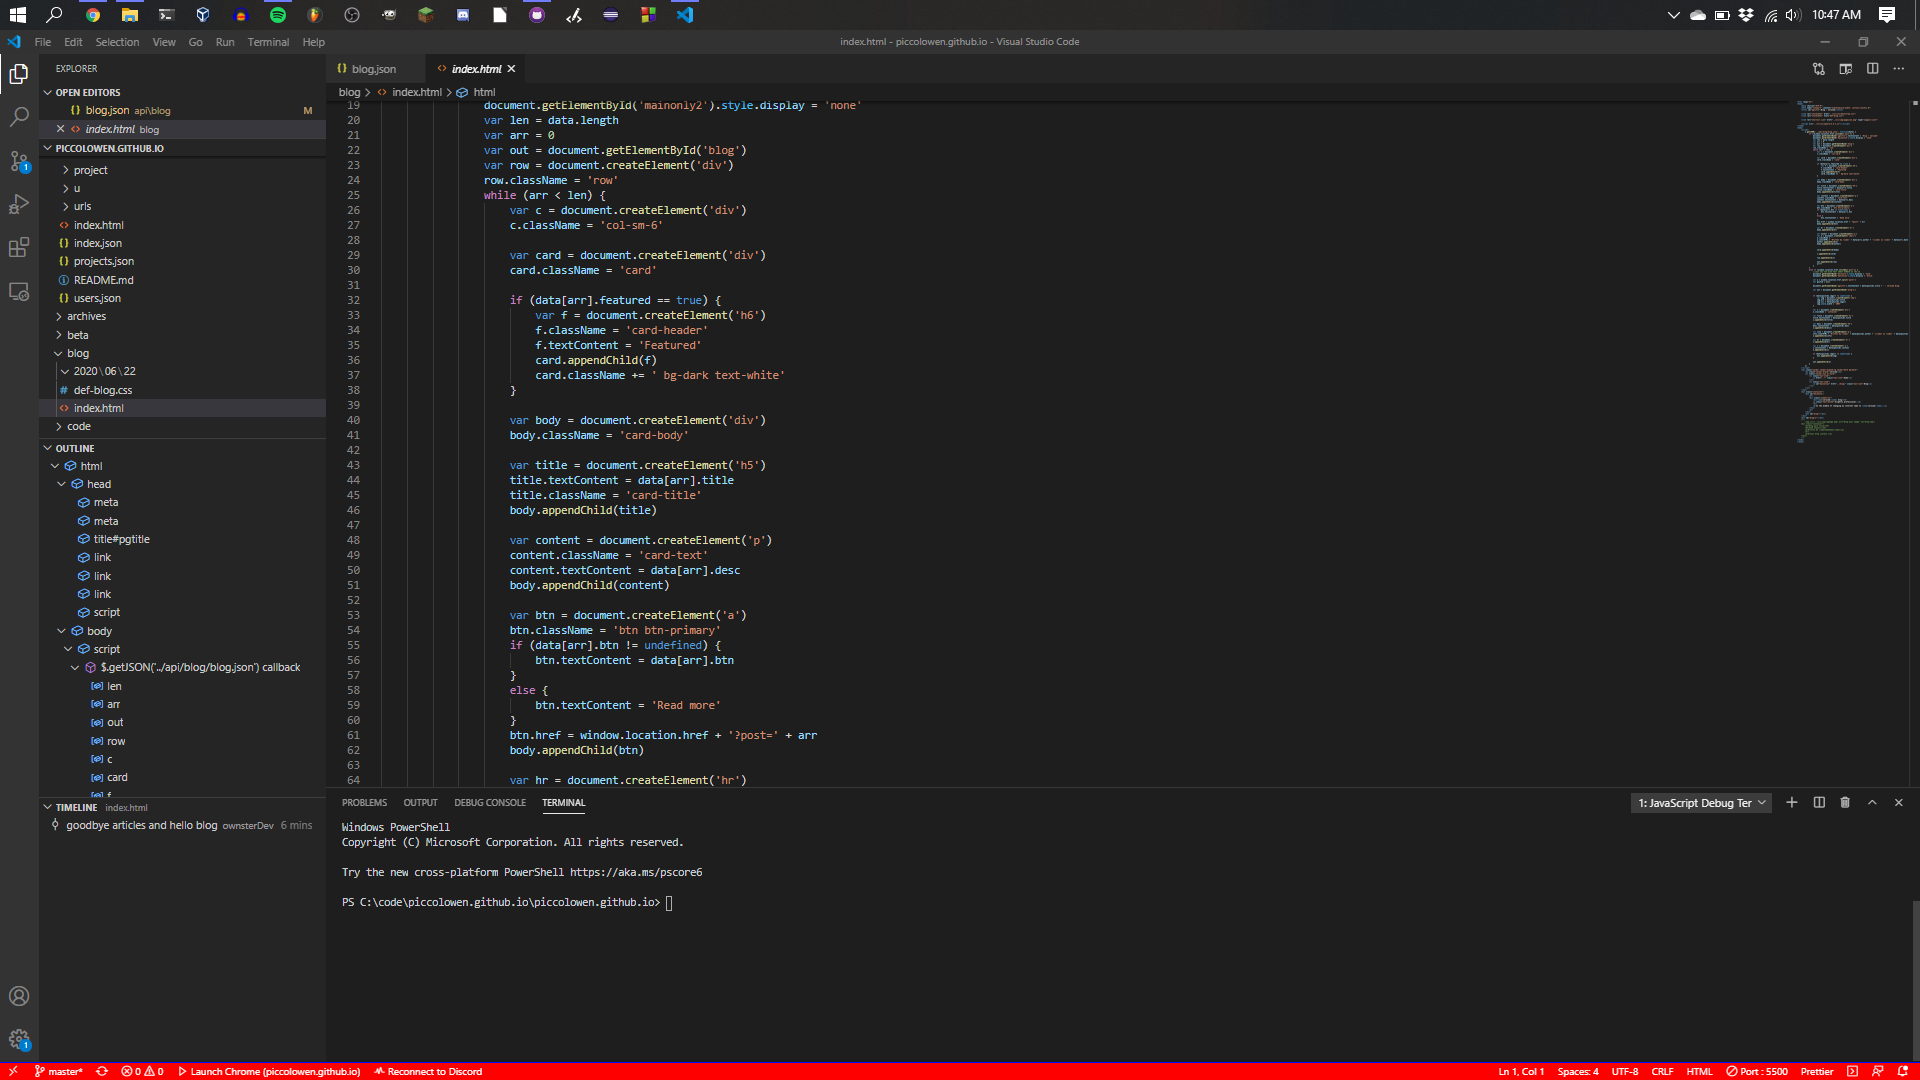 10:47 AM
File Edit Selection View Go Run Terminal Help
index.html - piccolowen.github.io - Visual Studio Code
EXPLORER
OPEN EDITORS
{} blog.json api\blog M
<> index.html blog
PICCOLOWEN.GITHUB.IO
project
u
urls
<> index.html
{} index.json
{} projects.json
README.md
{} users.json
archives
beta
blog
2020\06\22
# def-blog.css
<> index.html
code
OUTLINE
html
head
meta
meta
title#pgtitle
link
link
link
script
body
script
$.getJSON('../api/blog/blog.json') callback
len
arr
out
row
c
card
f
TIMELINE index.html
goodbye articles and hello blog ownsterDev 6 mins
{} blog.json
<> index.html
blog > <> index.html > html
19 document.getElementById('mainonly2').style.display = 'none'
20 var len = data.length
21 var arr = 0
22 var out = document.getElementById('blog')
23 var row = document.createElement('div')
24 row.className = 'row'
25 while (arr < len) {
26 var c = document.createElement('div')
27 c.className = 'col-sm-6'
28
29 var card = document.createElement('div')
30 card.className = 'card'
31
32 if (data[arr].featured == true) {
33 var f = document.createElement('h6')
34 f.className = 'card-header'
35 f.textContent = 'Featured'
36 card.appendChild(f)
37 card.className += ' bg-dark text-white'
38 }
39
40 var body = document.createElement('div')
41 body.className = 'card-body'
42
43 var title = document.createElement('h5')
44 title.textContent = data[arr].title
45 title.className = 'card-title'
46 body.appendChild(title)
47
48 var content = document.createElement('p')
49 content.className = 'card-text'
50 content.textContent = data[arr].desc
51 body.appendChild(content)
52
53 var btn = document.createElement('a')
54 btn.className = 'btn btn-primary'
55 if (data[arr].btn != undefined) {
56 btn.textContent = data[arr].btn
57 }
58 else {
59 btn.textContent = 'Read more'
60 }
61 btn.href = window.location.href + '?post=' + arr
62 body.appendChild(btn)
63
64 var hr = document.createElement('hr')
PROBLEMS OUTPUT DEBUG CONSOLE TERMINAL
1: JavaScript Debug Ter
Windows PowerShell
Copyright (C) Microsoft Corporation. All rights reserved.
Try the new cross-platform PowerShell https://aka.ms/pscore6
PS C:\code\piccolowen.github.io\piccolowen.github.io>
1
1
master* 0 0 Launch Chrome (piccolowen.github.io) Reconnect to Discord
Ln 1, Col 1 Spaces: 4 UTF-8 CRLF HTML Port : 5500 Prettier